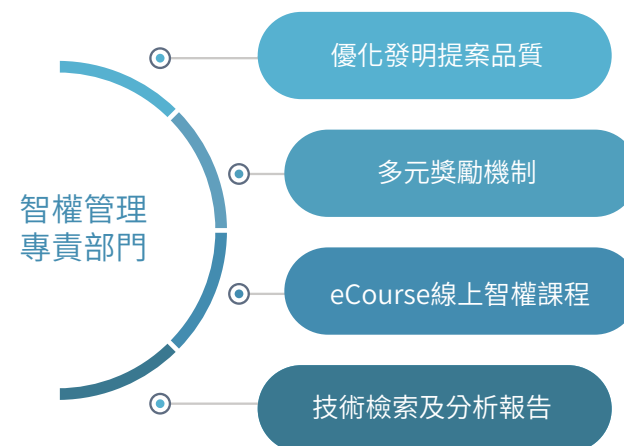 優化發明提案品質
多元獎勵機制
智權管理
專責部門
eCourse線上智權課程
技術檢索及分析報告